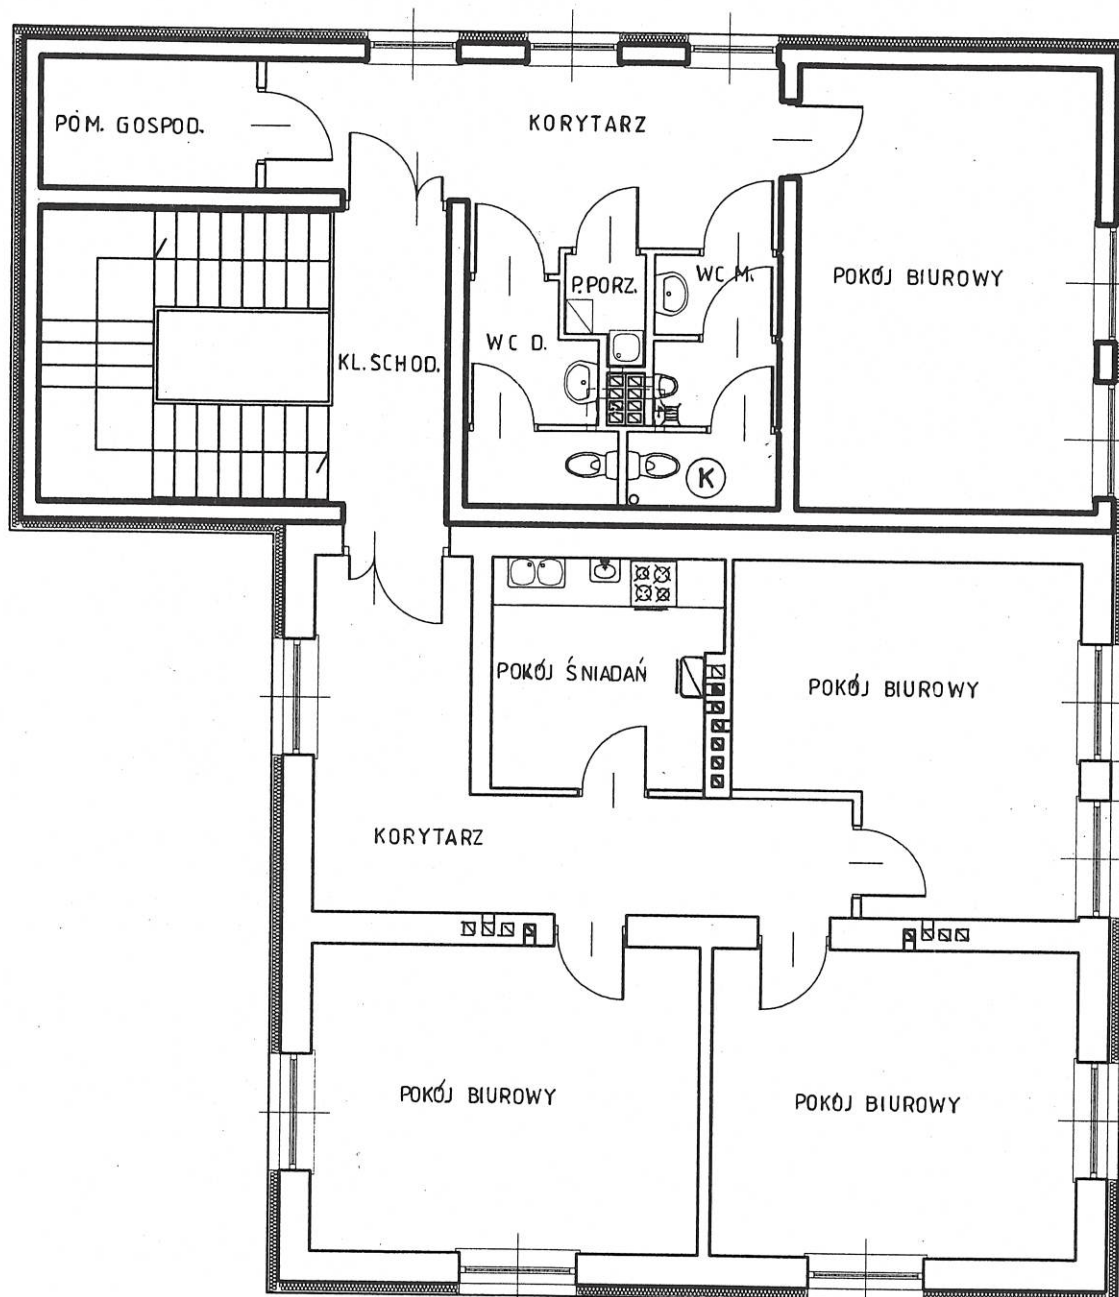 POM. GOSPOD.
KORYTARZ
POKÓJ BIUROWY
WC M.
P.PORZ.
WC D.
KL.SCHOD.
K
POKÓJ ŚNIADAŃ
POKÓJ BIUROWY
KORYTARZ
POKÓJ BIUROWY
POKÓJ BIUROWY